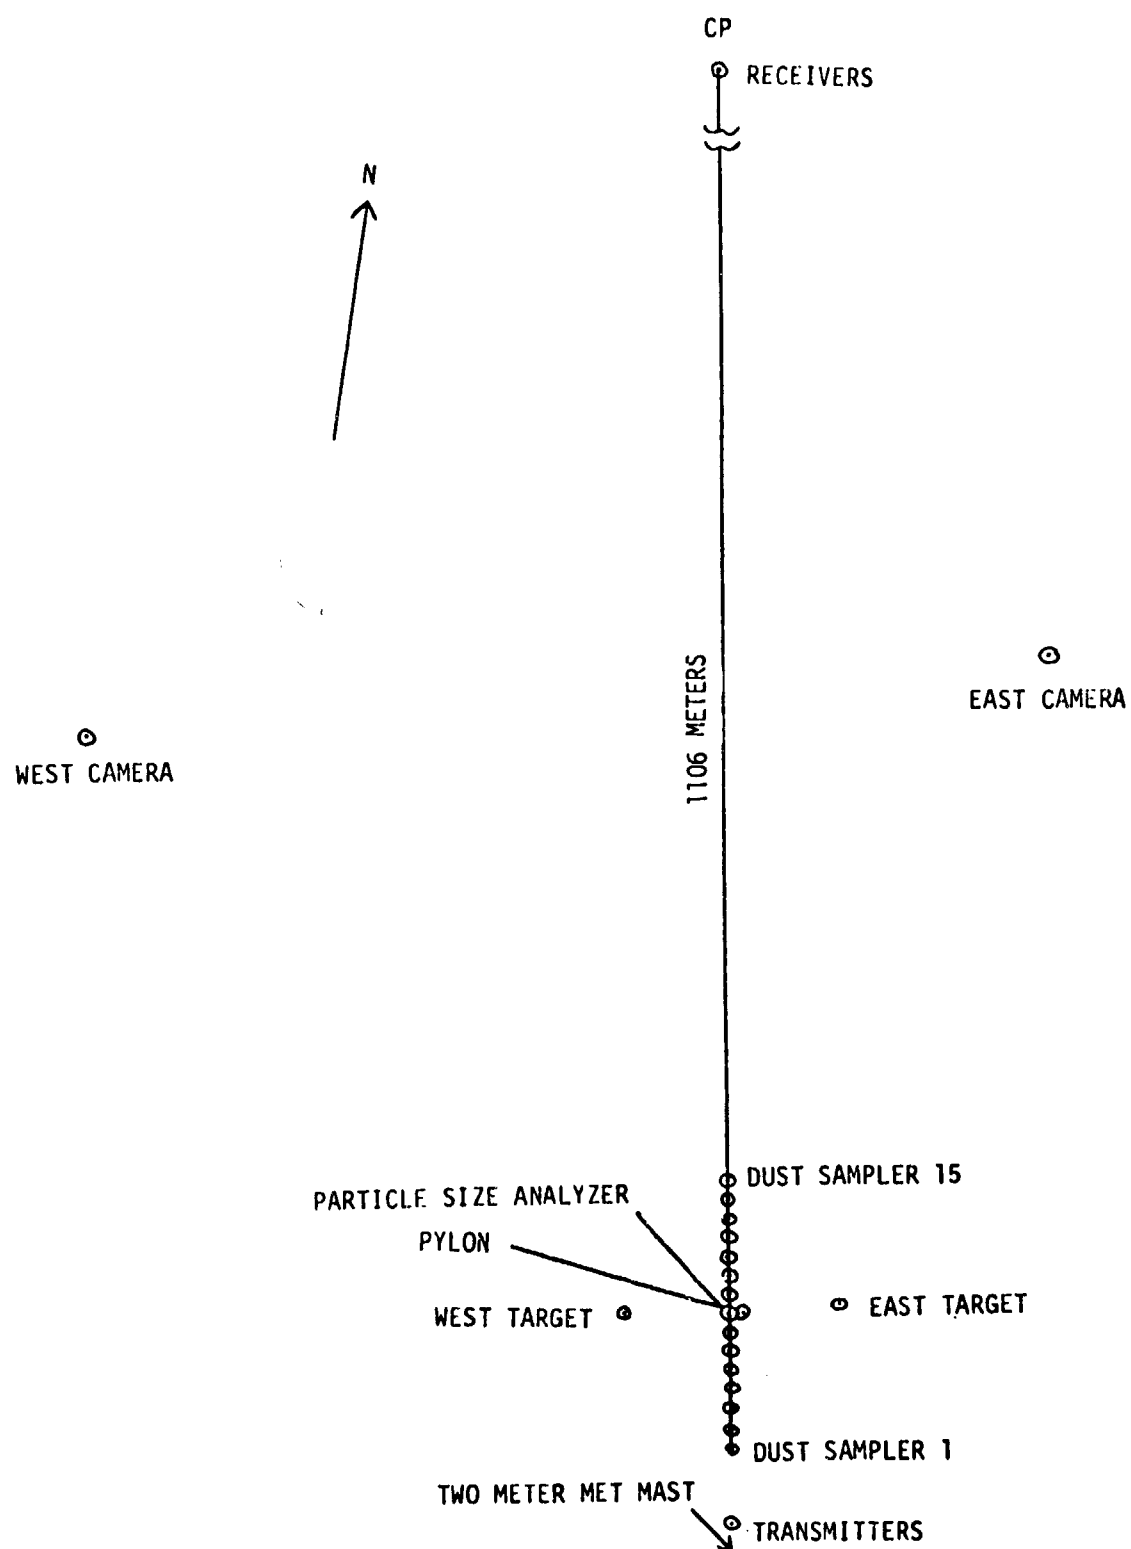 CP
RECEIVERS
N
1106 METERS
EAST CAMERA
WEST CAMERA
DUST SAMPLER 15
PARTICLE SIZE ANALYZER
PYLON
WEST TARGET
EAST TARGET
DUST SAMPLER 1
TWO METER MET MAST
TRANSMITTERS